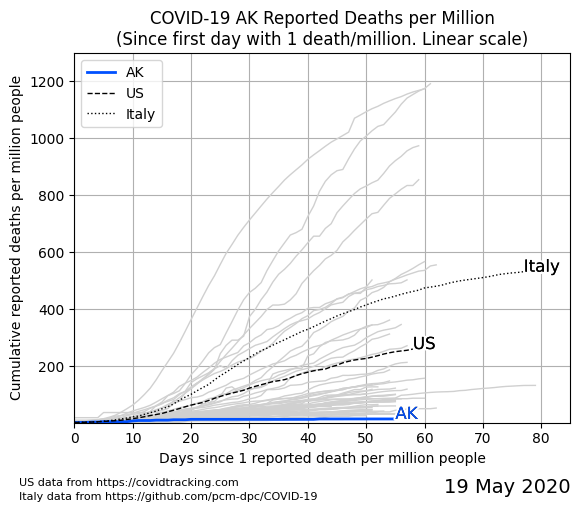 COVID-19 AK Reported Deaths per Million
(Since first day with 1 death/million. Linear scale)
AK
US
Italy
Cumulative reported deaths per million people
1200
1000
800
600
400
200
Italy
US
AK
0 10 20 30 40 50 60 70 80
Days since 1 reported death per million people
US data from https://covidtracking.com
Italy data from https://github.com/pcm-dpc/COVID-19
19 May 2020